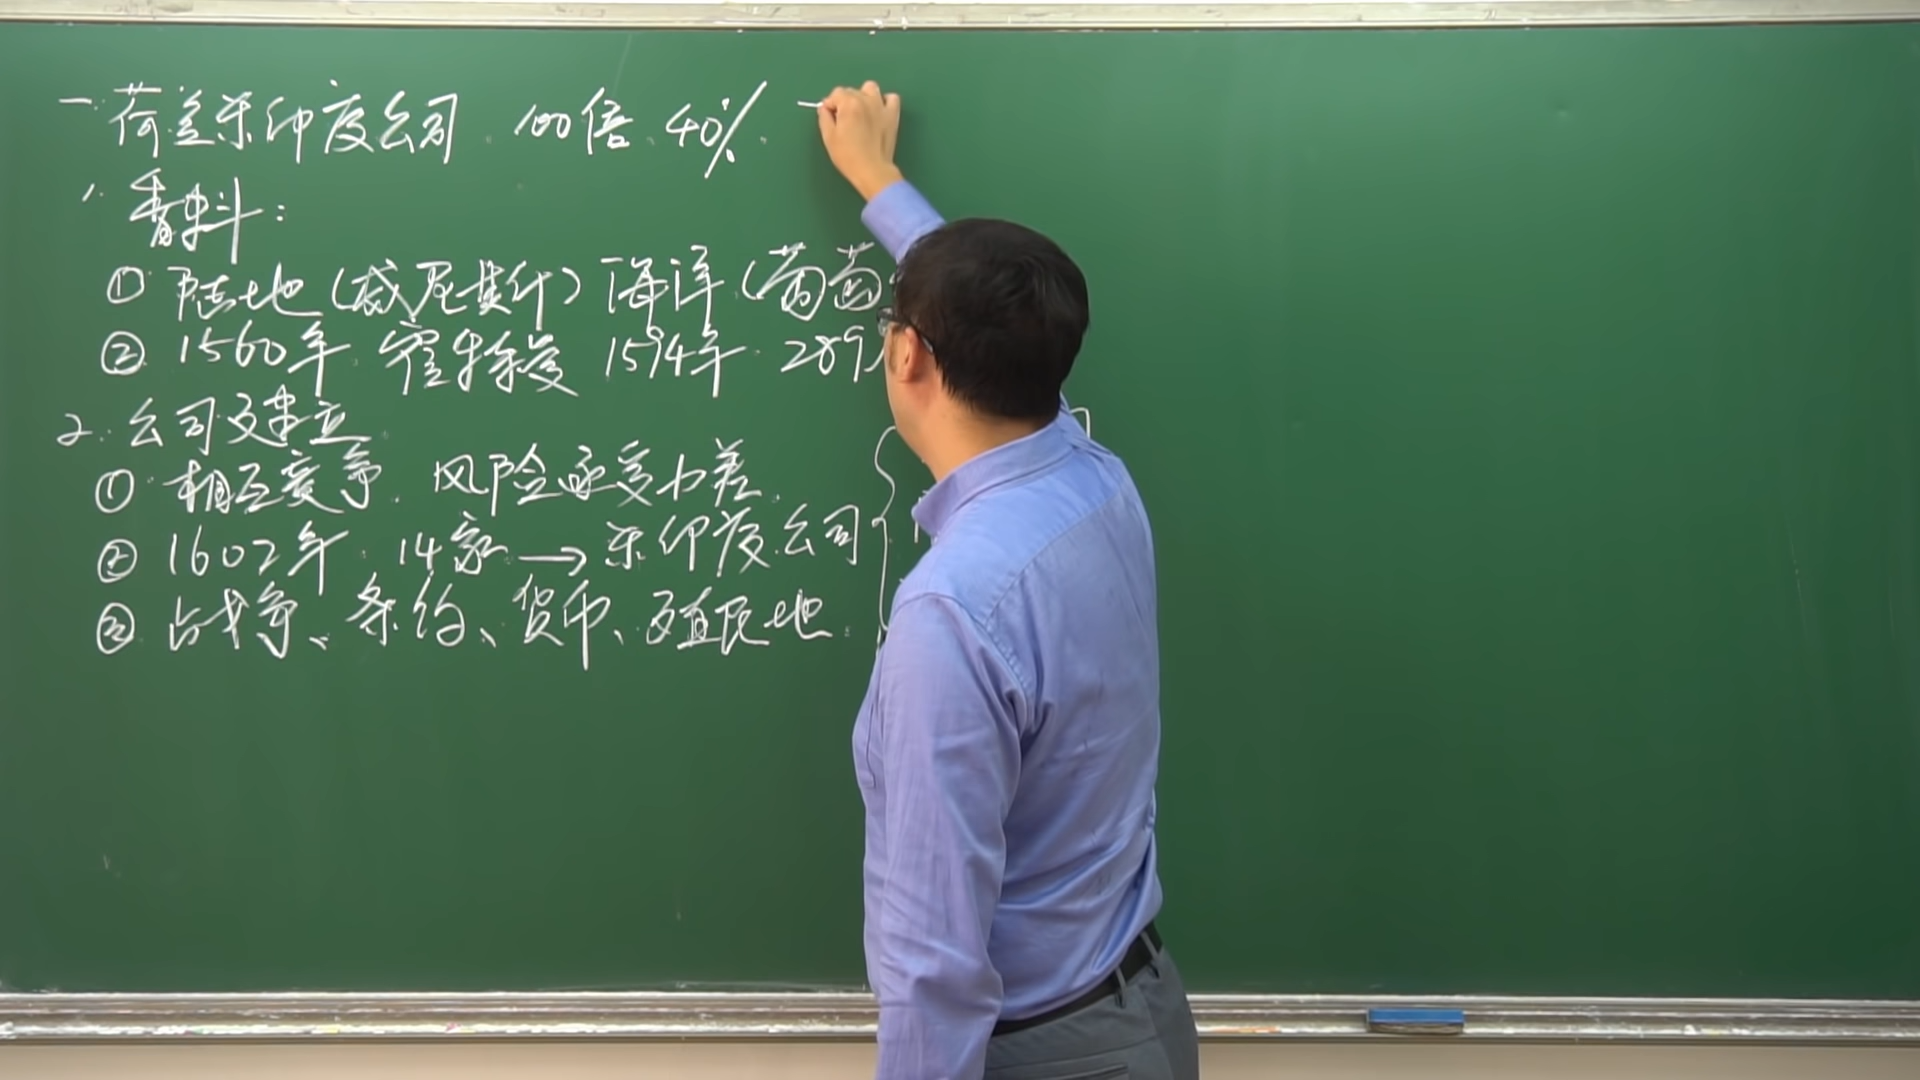 一. 荷兰东印度公司. 100倍. 40%.
1. 香料:
① 陆地(威尼斯) 海洋(葡萄
② 1560年. 霍特曼 1594年. 289
2. 公司建立.
① 相互竞争. 风险承受力差.
② 1602年. 14家 → 东印度公司 {
③ 战争、条约、货币、殖民地.